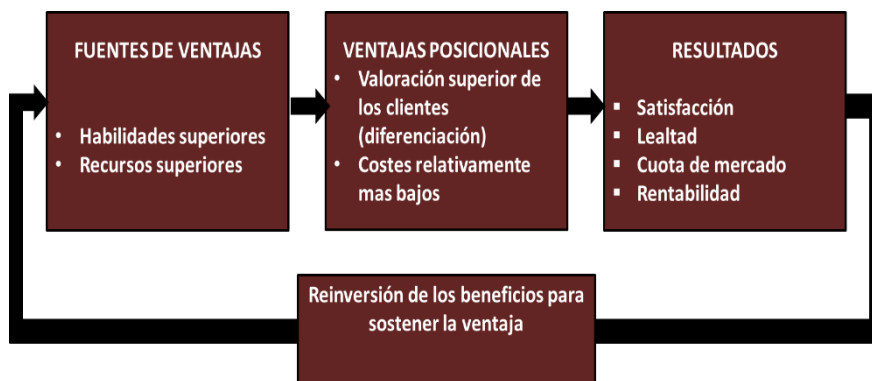 FUENTES DE VENTAJAS
• Habilidades superiores
• Recursos superiores
VENTAJAS POSICIONALES
• Valoración superior de
los clientes
(diferenciación)
• Costes relativamente
mas bajos
RESULTADOS
▪ Satisfacción
▪ Lealtad
▪ Cuota de mercado
▪ Rentabilidad
Reinversión de los beneficios para
sostener la ventaja